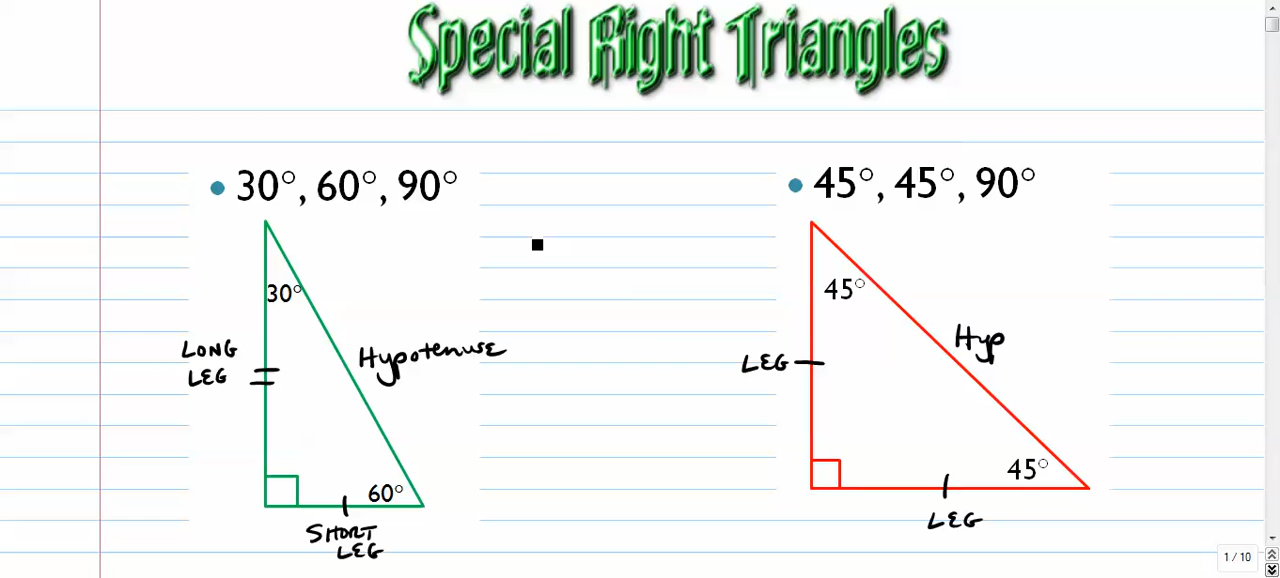 Special Right Triangles
• 30°, 60°, 90°
30°
LONG
LEG
Hypotenuse
60°
SHORT
LEG
• 45°, 45°, 90°
45°
LEG
Hyp
45°
LEG
1 / 10